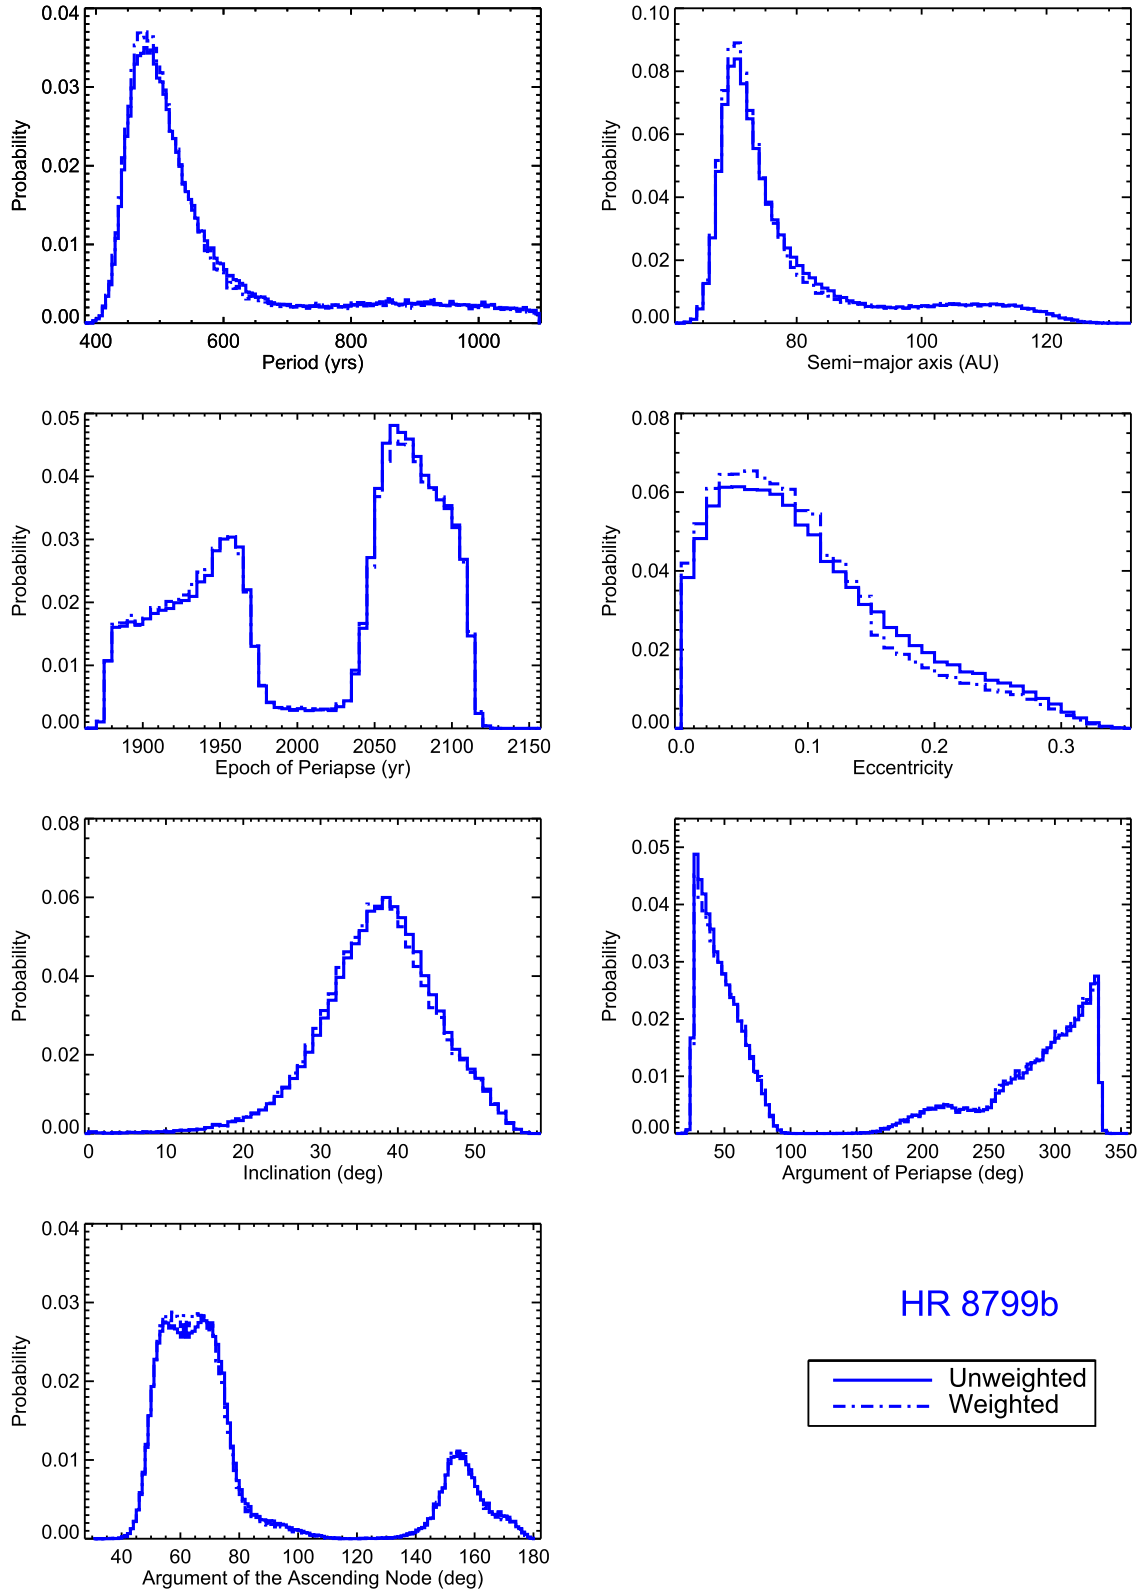 0.04
0.03
0.02
0.01
0.00
Probability
400 600 800 1000
Period (yrs)
0.10
0.08
0.06
0.04
0.02
0.00
Probability
80 100 120
Semi−major axis (AU)
0.05
0.04
0.03
0.02
0.01
0.00
Probability
1900 1950 2000 2050 2100 2150
Epoch of Periapse (yr)
0.08
0.06
0.04
0.02
0.00
Probability
0.0 0.1 0.2 0.3
Eccentricity
0.08
0.06
0.04
0.02
0.00
Probability
0 10 20 30 40 50
Inclination (deg)
0.05
0.04
0.03
0.02
0.01
0.00
Probability
50 100 150 200 250 300 350
Argument of Periapse (deg)
0.04
0.03
0.02
0.01
0.00
Probability
40 60 80 100 120 140 160 180
Argument of the Ascending Node (deg)
HR 8799b
Unweighted
Weighted